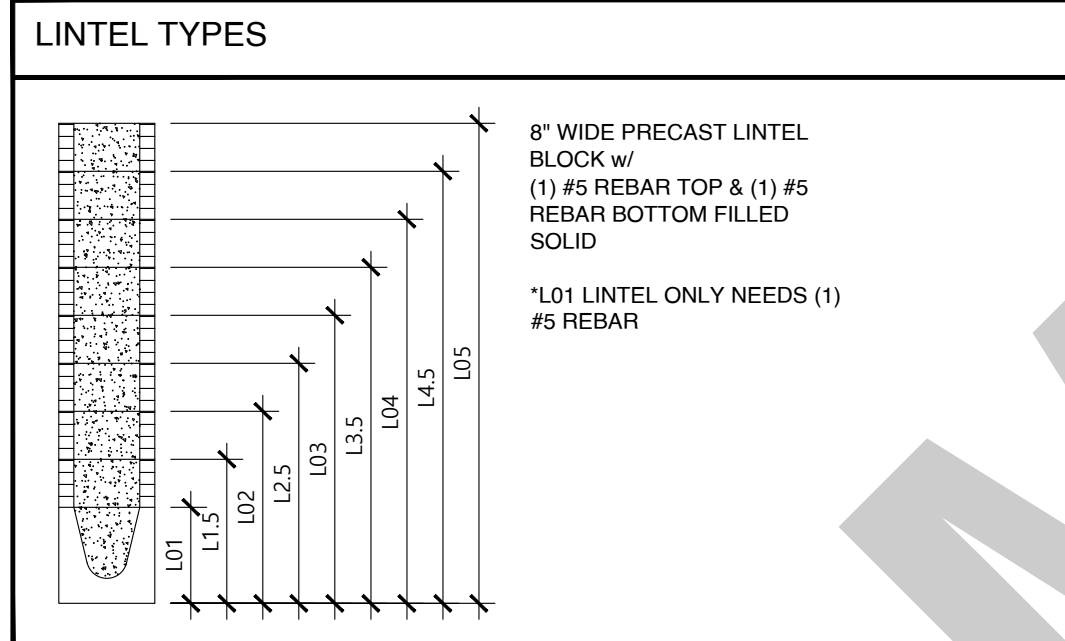 LINTEL TYPES
8" WIDE PRECAST LINTEL
BLOCK w/
(1) #5 REBAR TOP & (1) #5
REBAR BOTTOM FILLED
SOLID
*L01 LINTEL ONLY NEEDS (1)
#5 REBAR
L01
L1.5
L02
L2.5
L03
L3.5
L04
L4.5
L05